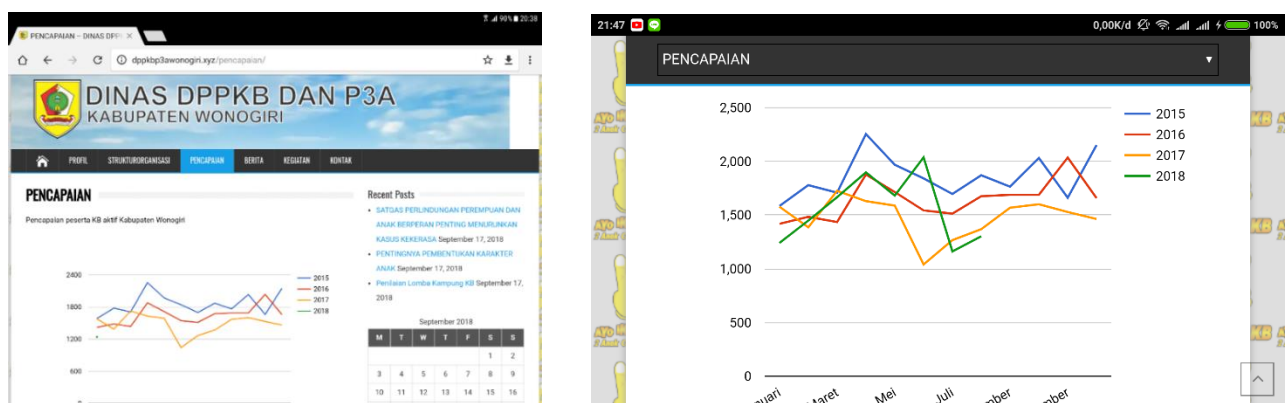 90% 20:38
PENCAPAIAN – DINAS DPP
dppkbp3awonogiri.xyz/pencapaian/
DINAS DPPKB DAN P3A
KABUPATEN WONOGIRI
PROFIL STRUKTURORGANISASI PENCAPAIAN BERITA KEGIATAN KONTAK
PENCAPAIAN
Pencapaian peserta KB aktif Kabupaten Wonogiri
2400
1800
1200
600
2015
2016
2017
2018
Recent Posts
SATGAS PERLINDUNGAN PEREMPUAN DAN
ANAK BERPERAN PENTING MENURUNKAN
KASUS KEKERASA September 17, 2018
PENTINGNYA PEMBENTUKAN KARAKTER
ANAK September 17, 2018
Penilaian Lomba Kampung KB September 17,
2018
September 2018
M T W T F S S
1 2
3 4 5 6 7 8 9
10 11 12 13 14 15 16
21:47 0,00K/d 100%
PENCAPAIAN
2,500
2,000
1,500
1,000
500
0
2015
2016
2017
2018
uari
Maret
Mei
Juli
mber
mber